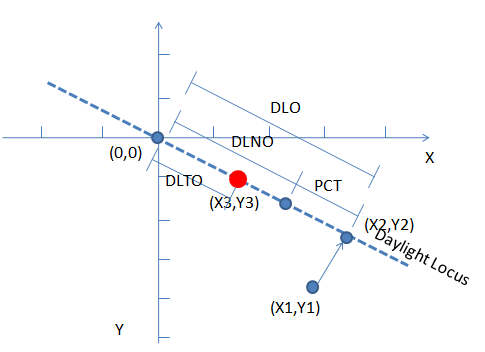 DLO
DLNO
(0,0)
X
DLTO
PCT
(X3,Y3)
(X2,Y2)
Daylight Locus
(X1,Y1)
Y